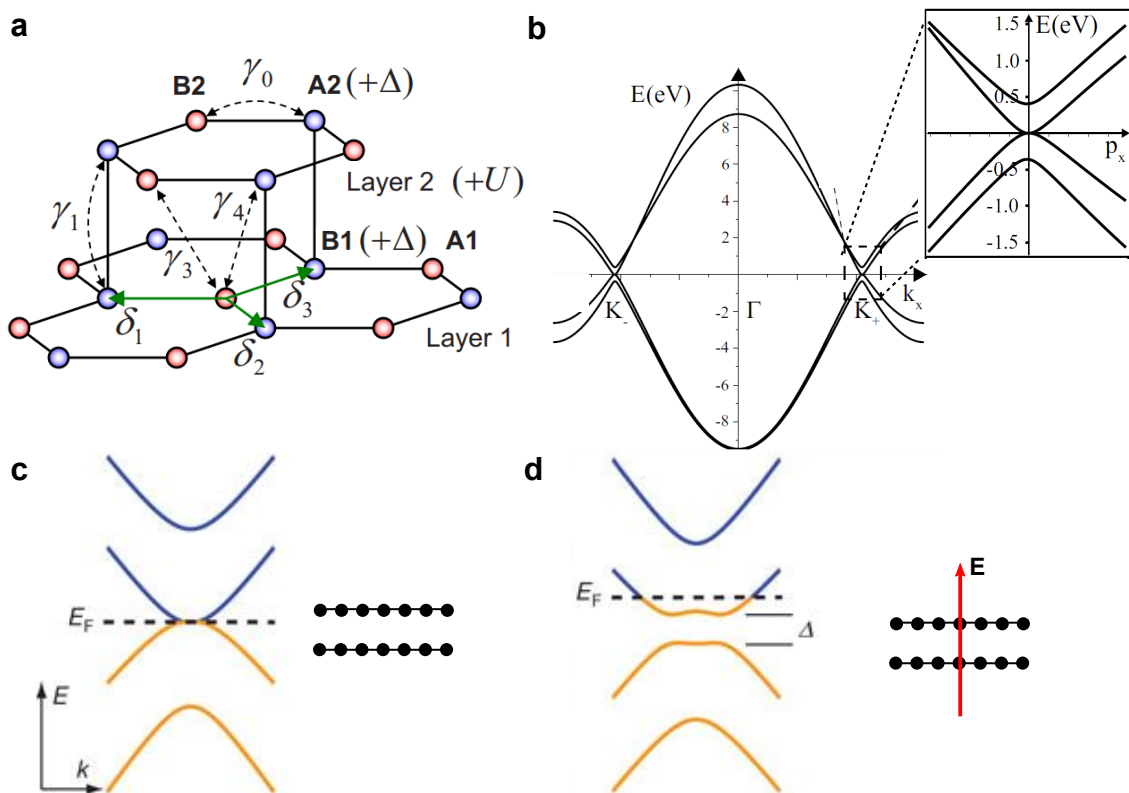 a
B2
γ0
A2 (+Δ)
Layer 2 (+U)
γ1
γ4
γ3
B1 (+Δ) A1
δ3
δ1
δ2
Layer 1
b
E(eV)
8
6
4
2
K-
Γ
K+
kx
-2
-4
-6
-8
E(eV)
1.5
1.0
0.5
px
-0.5
-1.0
-1.5
c
EF
E
k
d
EF
Δ
E